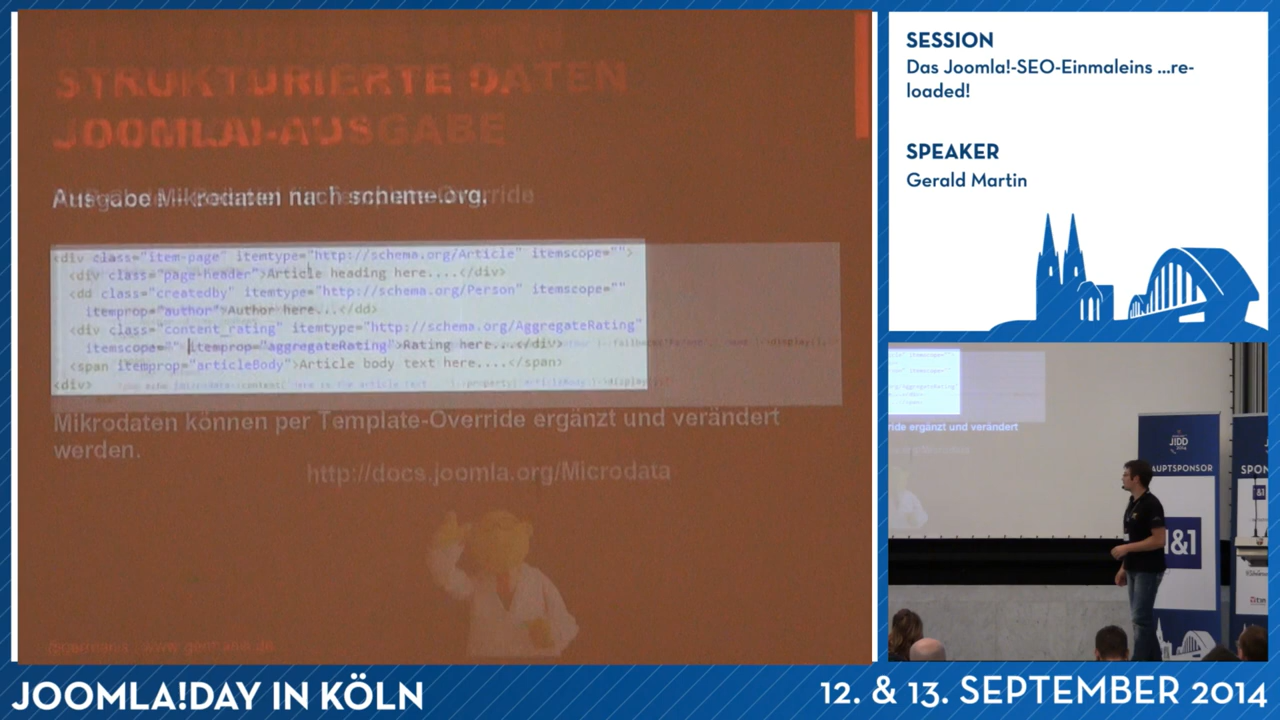 STRUKTURIERTE DATEN
JOOMLA!-AUSGABE
Ausgabe Mikrodaten nach scheme.org.
<div class="item-page" itemtype="http://schema.org/Article" itemscope="">
<div class="page-header">Article heading here....</div>
<dd class="createdby" itemtype="http://schema.org/Person" itemscope=""
itemprop="author">Author here...</dd>
<div class="content_rating" itemtype="http://schema.org/AggregateRating"
itemscope="" itemprop="aggregateRating">Rating here...</div>
<span itemprop="articleBody">Article body text here....</span>
<div>
Mikrodaten können per Template-Override ergänzt und verändert
werden.
http://docs.joomla.org/Microdata
SESSION
Das Joomla!-SEO-Einmaleins ...re-
loaded!
SPEAKER
Gerald Martin
ride ergänzt und verändert
J!DD
2014
AUPTSPONSOR
SPON
1&1
JOOMLA!DAY IN KÖLN
12. & 13. SEPTEMBER 2014